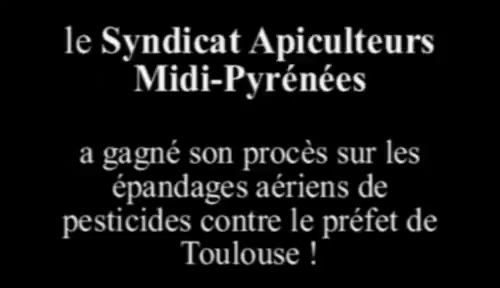 le Syndicat Apiculteurs
Midi-Pyrénées
a gagné son procès sur les
épandages aériens de
pesticides contre le préfet de
Toulouse !